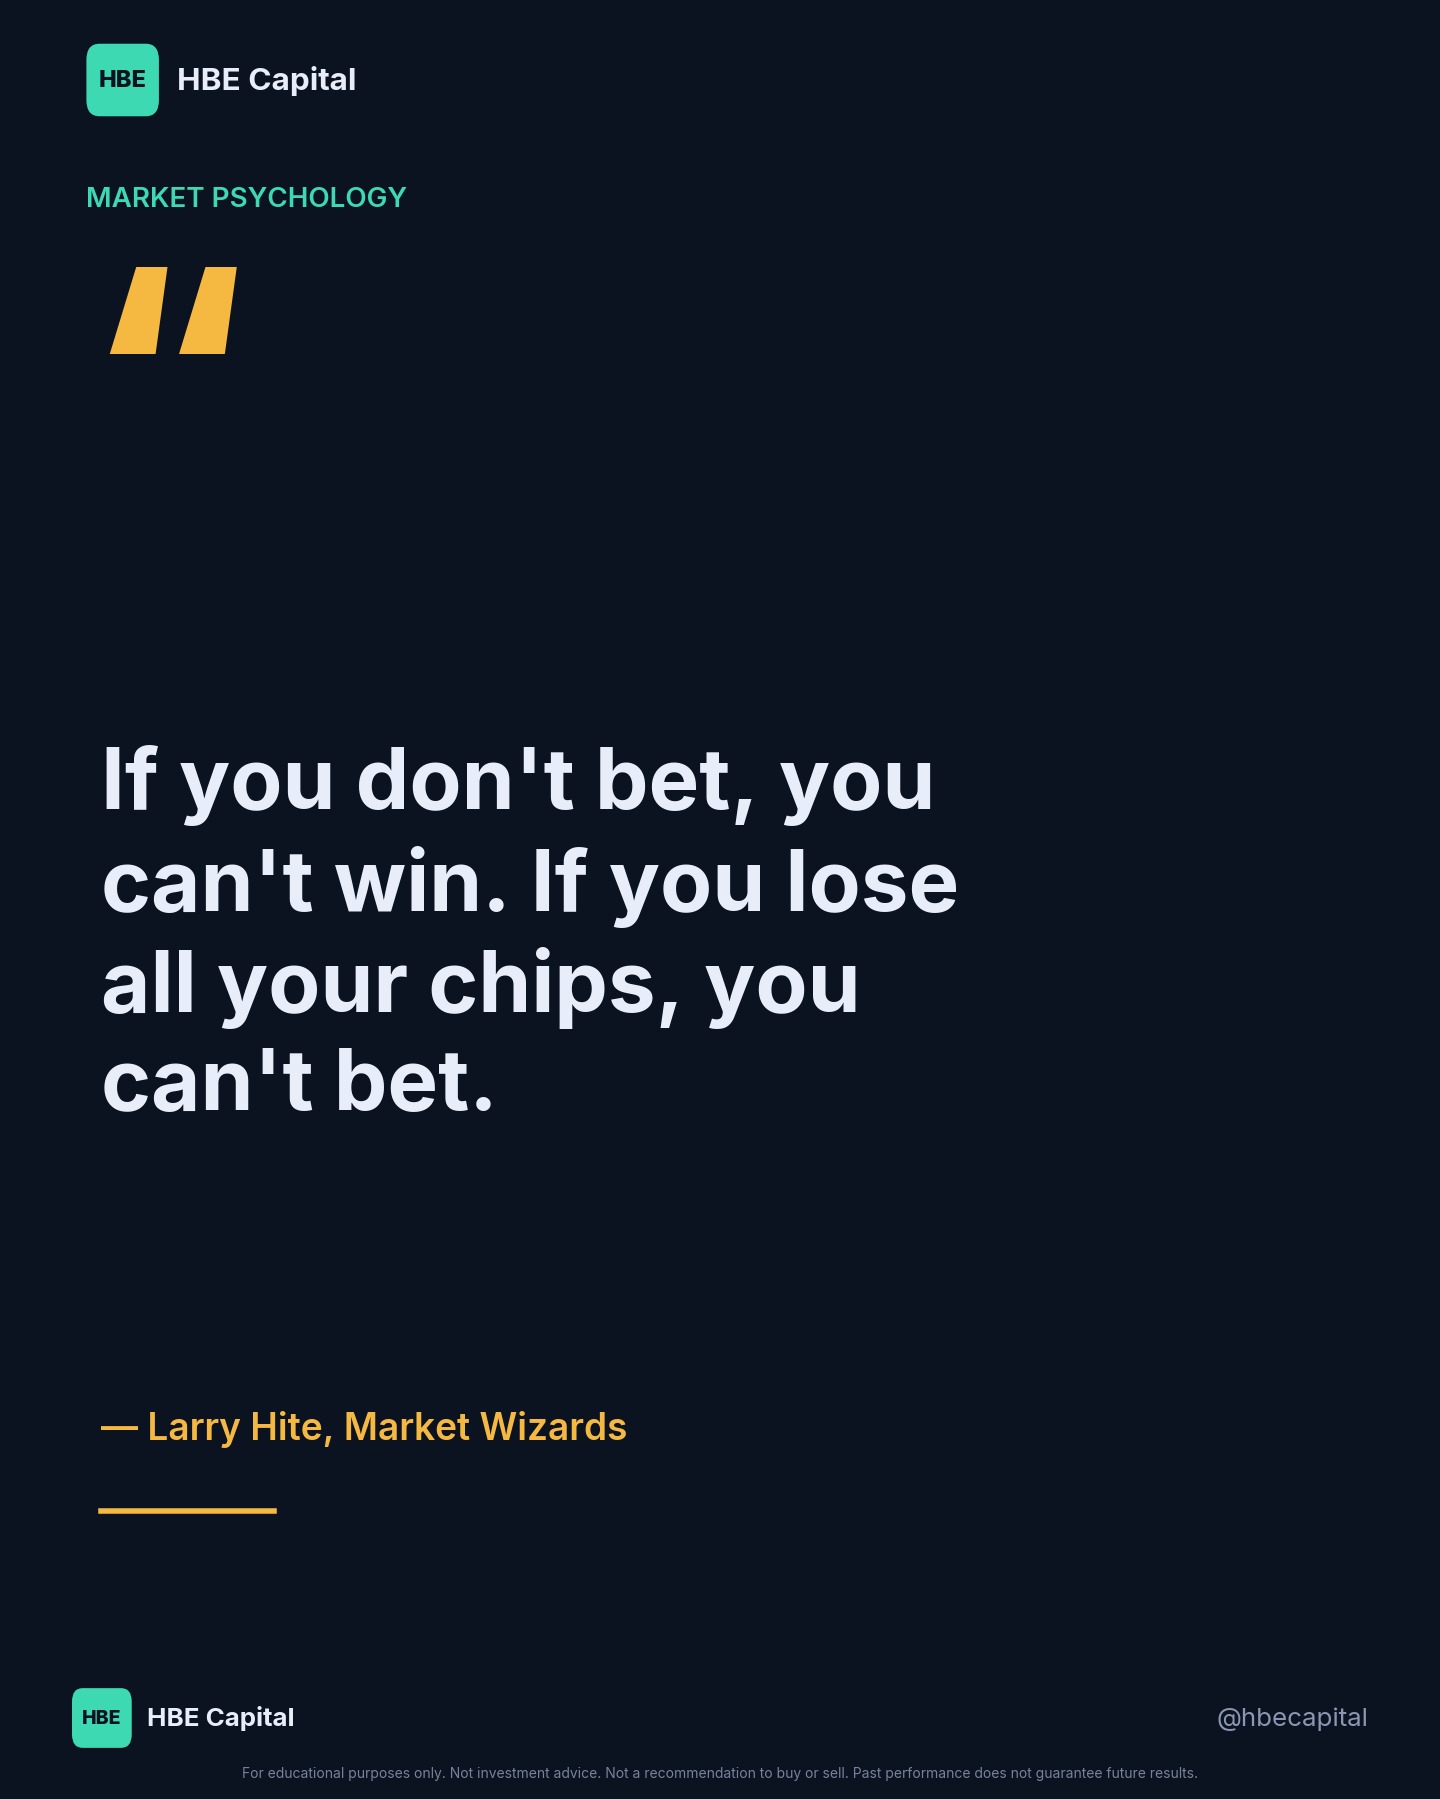 HBE
HBE Capital
MARKET PSYCHOLOGY
"
If you don't bet, you
can't win. If you lose
all your chips, you
can't bet.
— Larry Hite, Market Wizards
HBE
HBE Capital
@hbecapital
For educational purposes only. Not investment advice. Not a recommendation to buy or sell. Past performance does not guarantee future results.